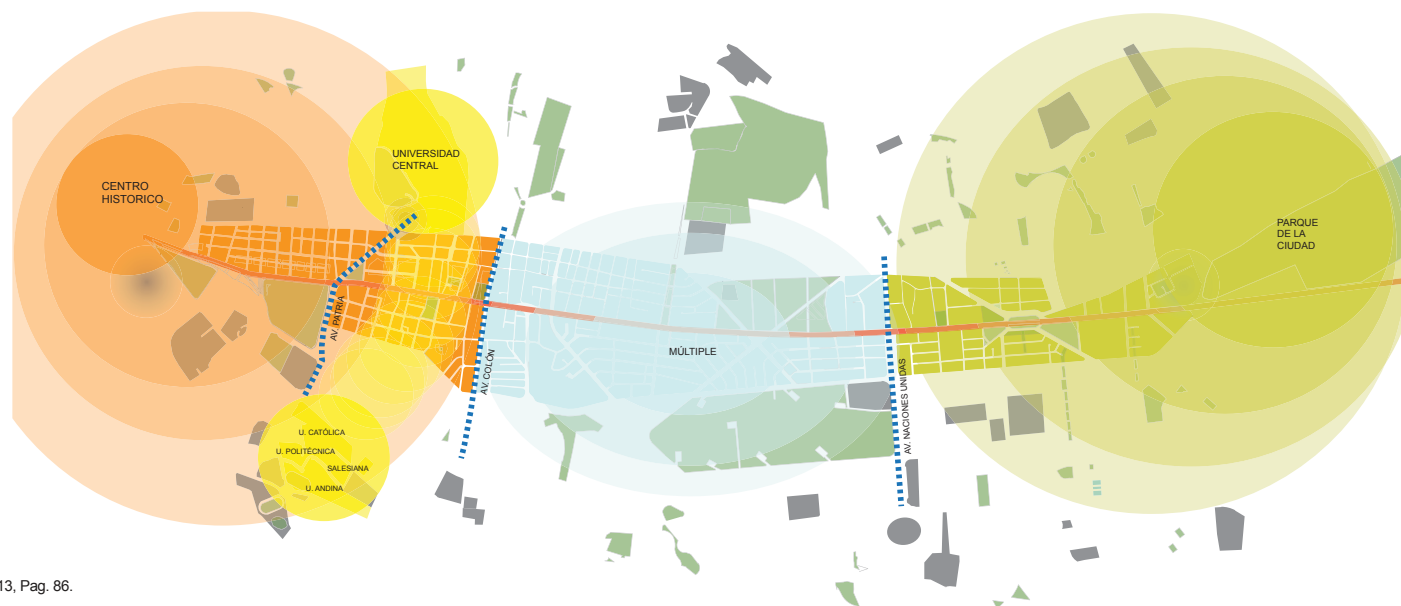 UNIVERSIDAD
CENTRAL
CENTRO
HISTORICO
PARQUE
DE LA
CIUDAD
AV. PATRIA
AV. COLÓN
MÚLTIPLE
AV. NACIONES UNIDAS
U. CATÓLICA
U. POLITÉCNICA
SALESIANA
U. ANDINA
13, Pag. 86.